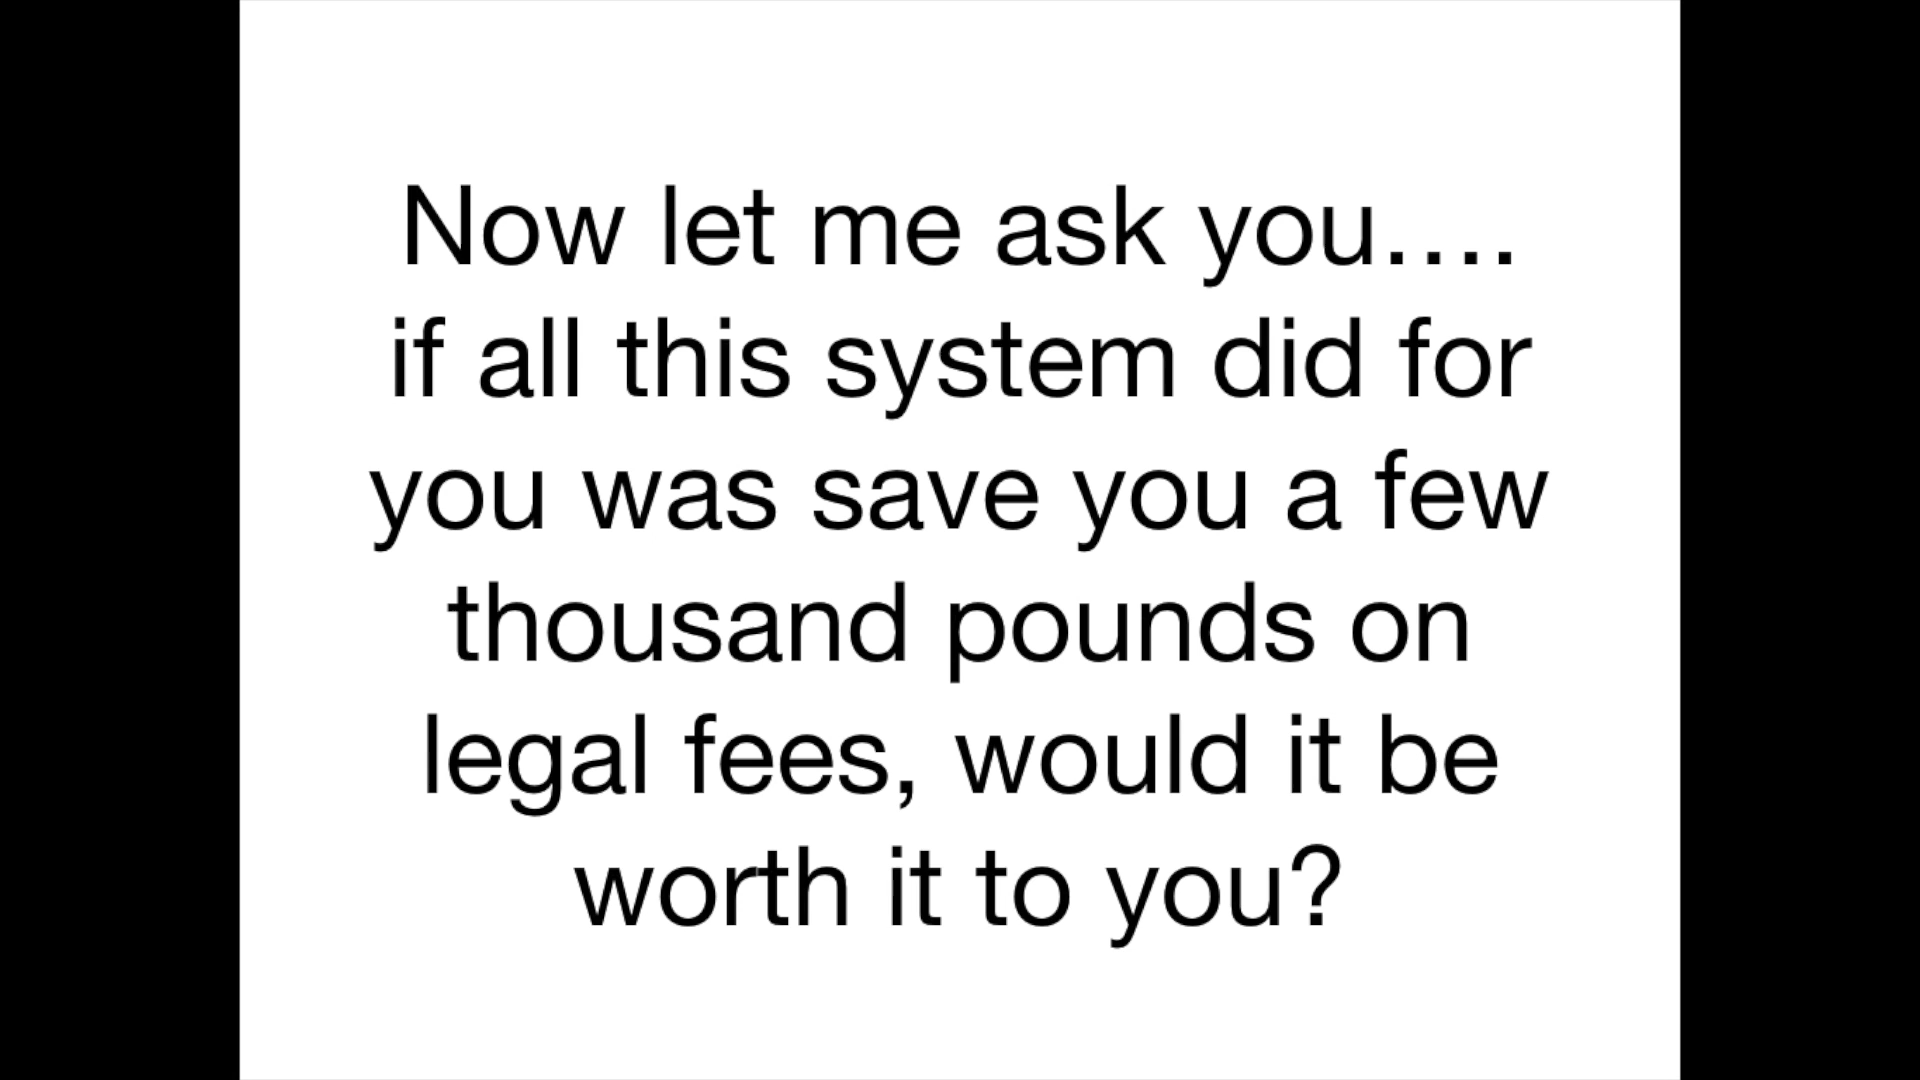 Now let me ask you....
if all this system did for
you was save you a few
thousand pounds on
legal fees, would it be
worth it to you?